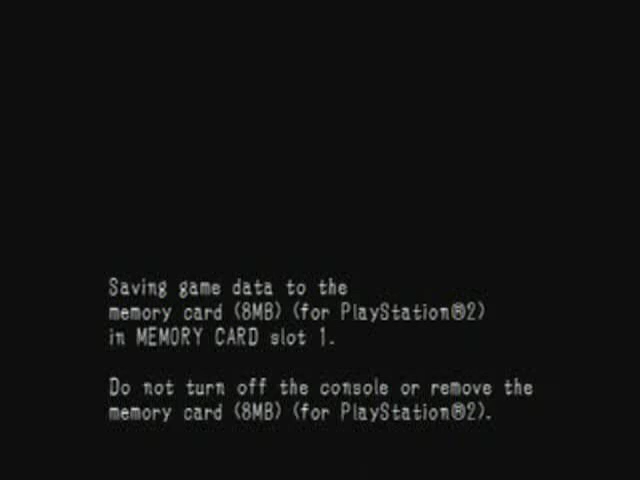 Saving game data to the
memory card (8MB) (for PlayStation®2)
in MEMORY CARD slot 1.
Do not turn off the console or remove the
memory card (8MB) (for PlayStation®2).